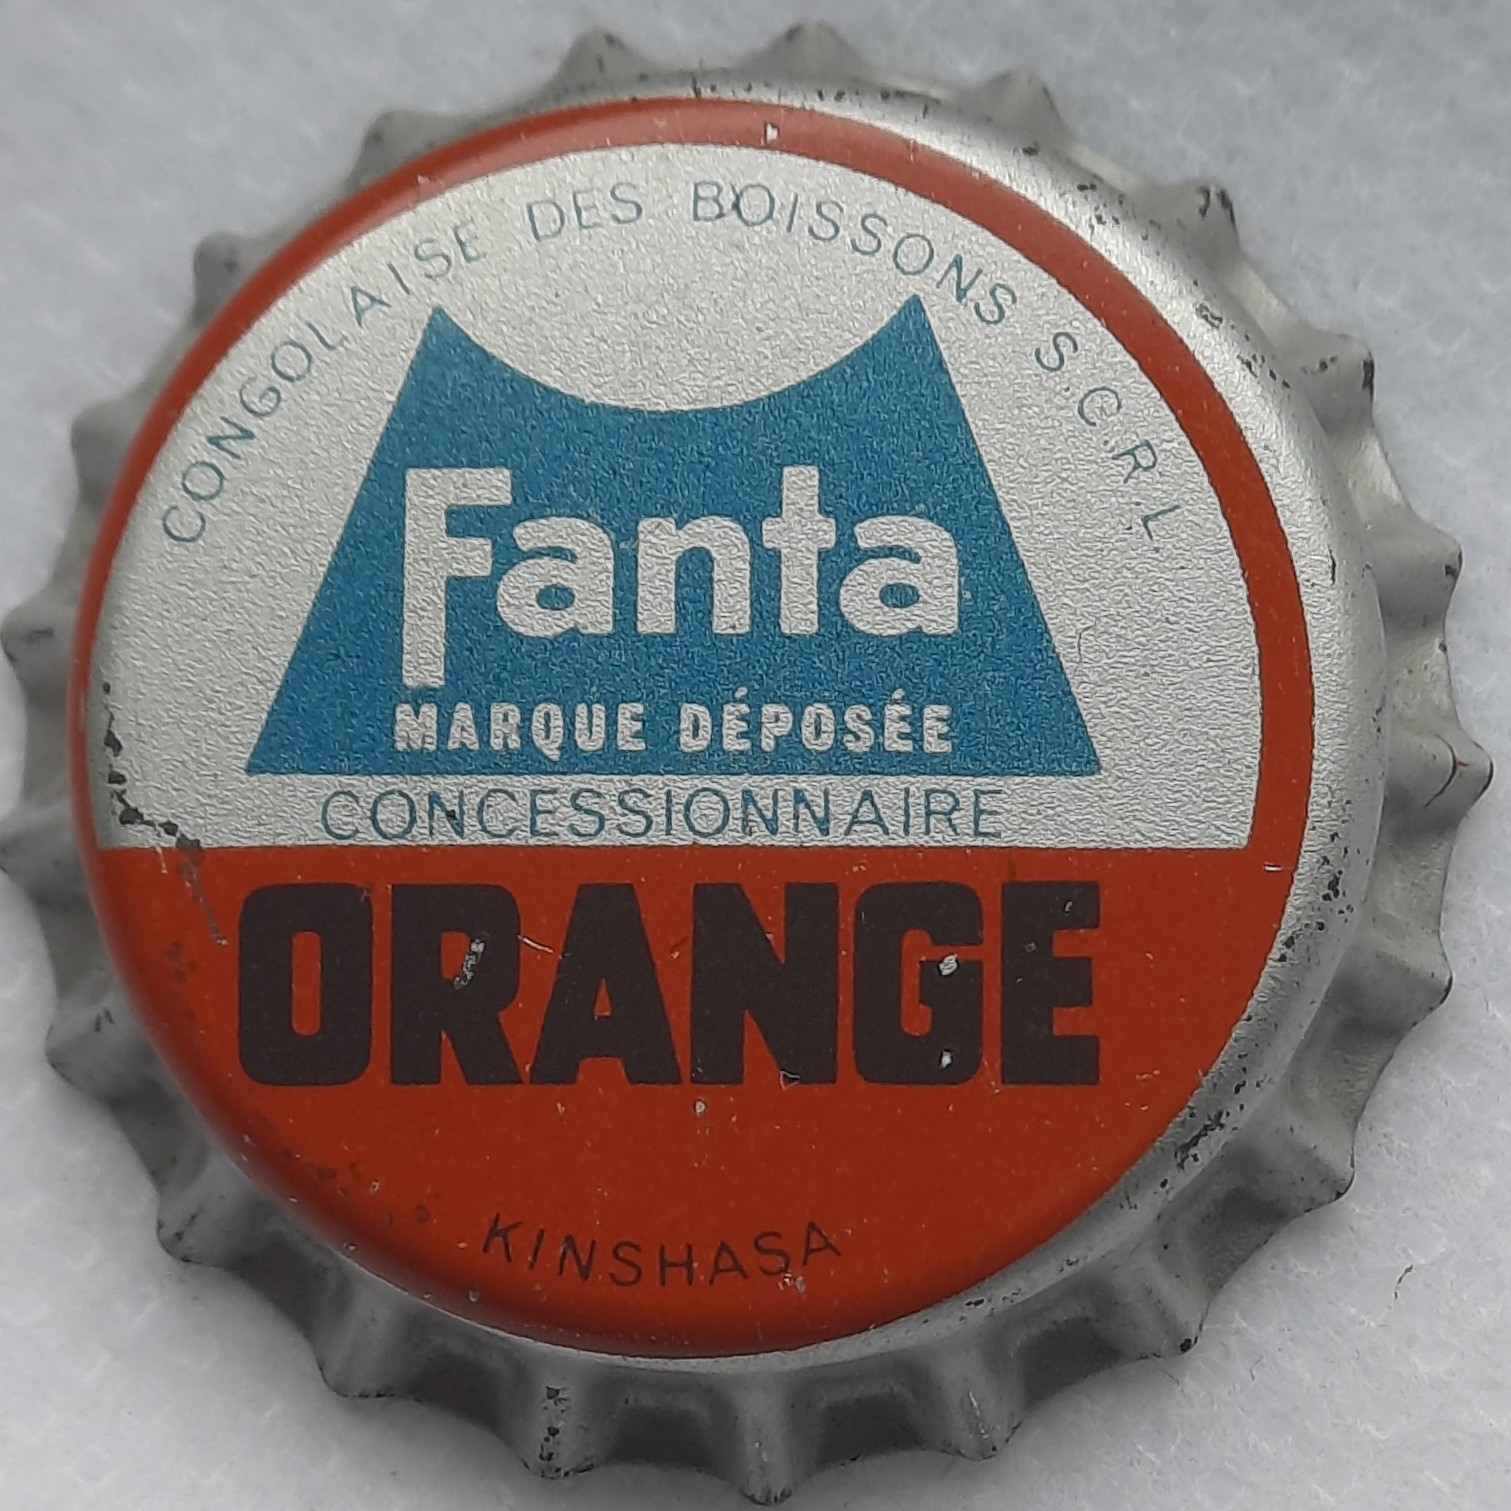 CONGOLAISE DES BOISSONS S.C.R.L.
Fanta
MARQUE DÉPOSÉE
CONCESSIONNAIRE
ORANGE
KINSHASA